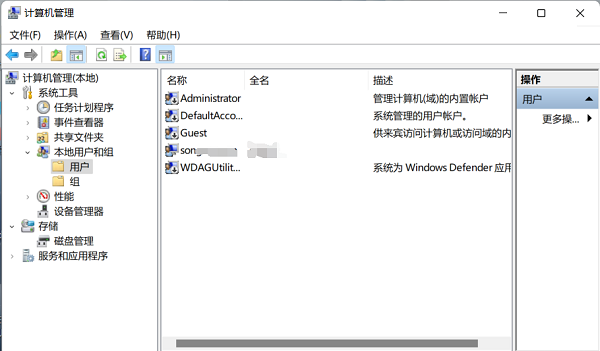 计算机管理
文件(F) 操作(A) 查看(V) 帮助(H)
计算机管理(本地)
系统工具
任务计划程序
事件查看器
共享文件夹
本地用户和组
用户
组
性能
设备管理器
存储
磁盘管理
服务和应用程序
名称 全名 描述
Administrator 管理计算机(域)的内置帐户
DefaultAcco... 系统管理的用户帐户。
Guest 供来宾访问计算机或访问域的内
son
WDAGUtilit... 系统为 Windows Defender 应用
操作
用户
更多操...